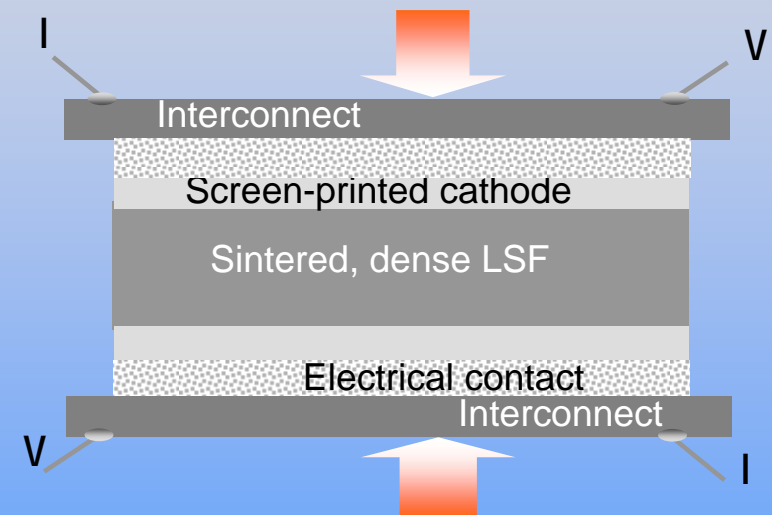 I
V
Interconnect
Screen-printed cathode
Sintered, dense LSF
Electrical contact
Interconnect
V
I